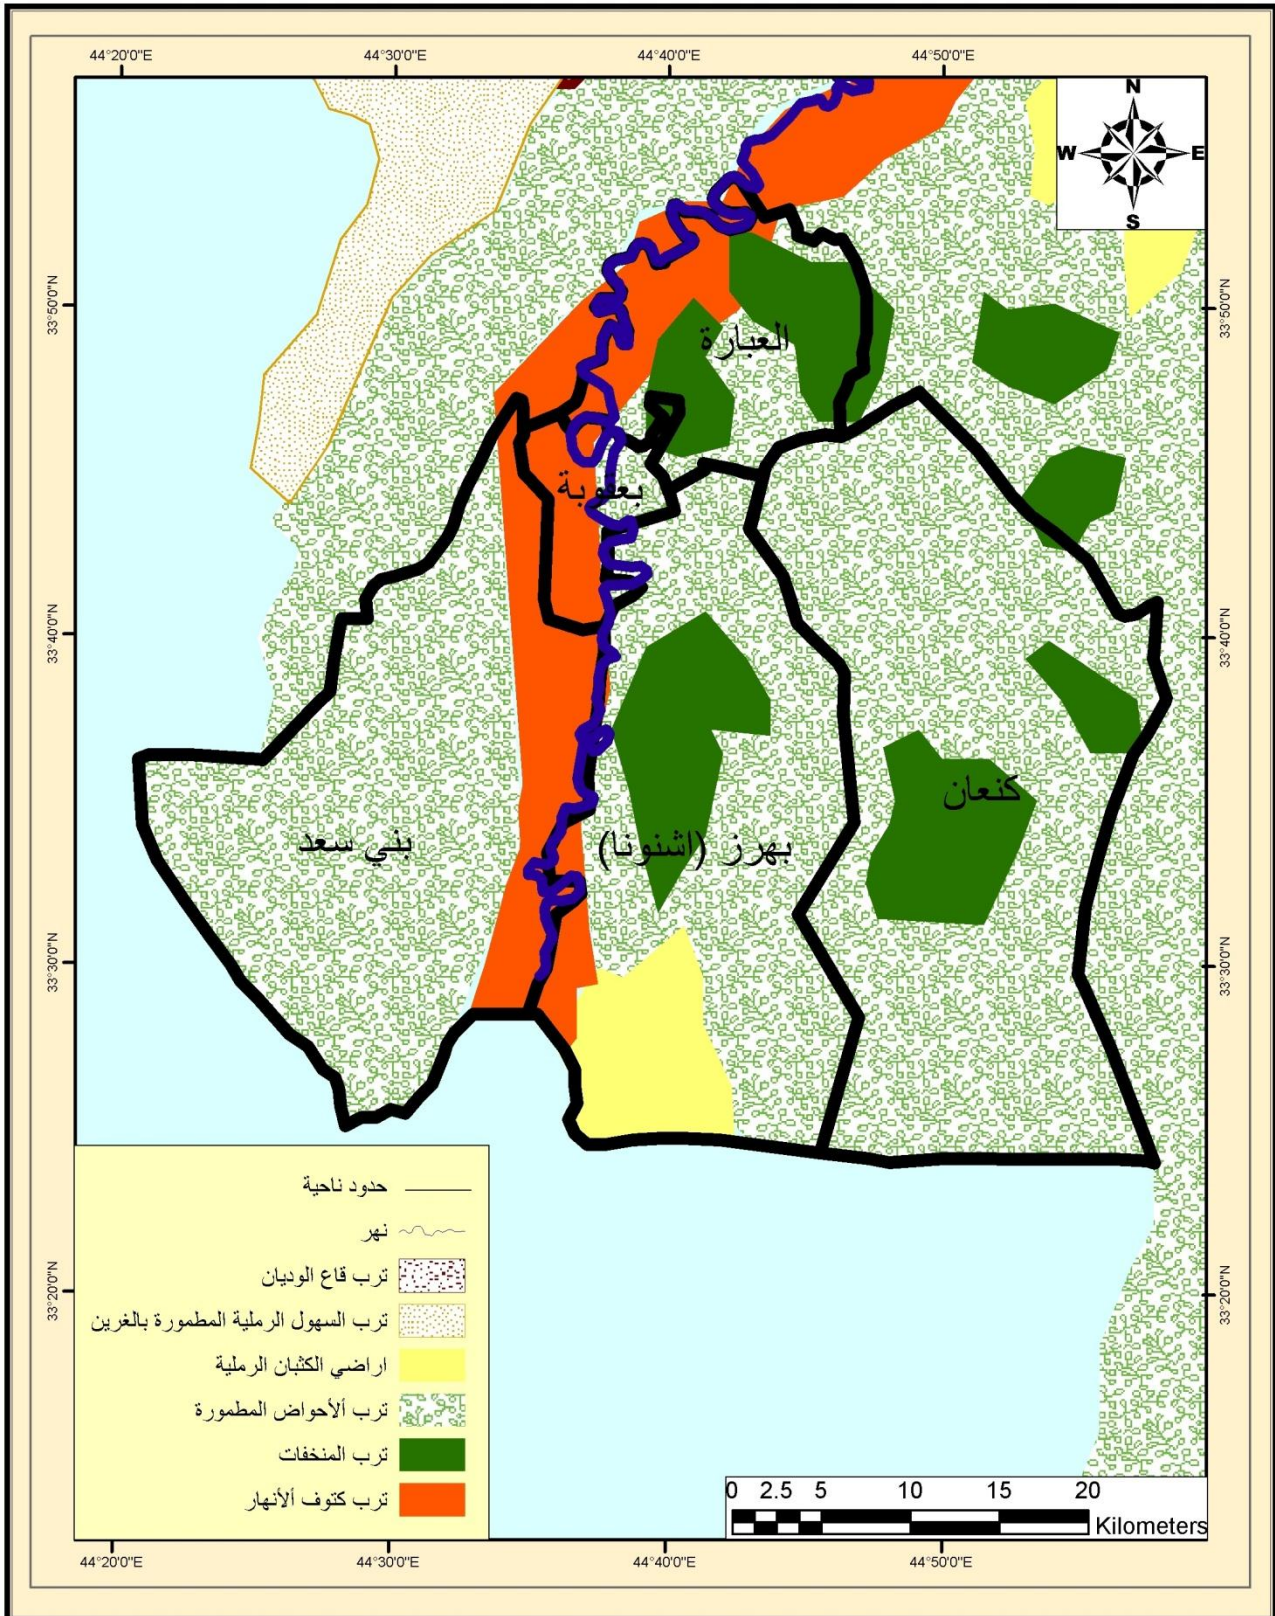 44°20'0"E
44°30'0"E
44°40'0"E
44°50'0"E
N
W
E
S
33°50'0"N
33°50'0"N
العبارة
بعقوبة
33°40'0"N
33°40'0"N
كنعان
بني سعد
بهرز (اشنونا)
33°30'0"N
33°30'0"N
حدود ناحية
نهر
ترب قاع الوديان
ترب السهول الرملية المطمورة بالغرين
اراضي الكثبان الرملية
ترب ألأحواض المطمورة
ترب المنخفات
ترب كتوف ألأنهار
33°20'0"N
33°20'0"N
0 2.5 5 10 15 20
Kilometers
44°20'0"E
44°30'0"E
44°40'0"E
44°50'0"E